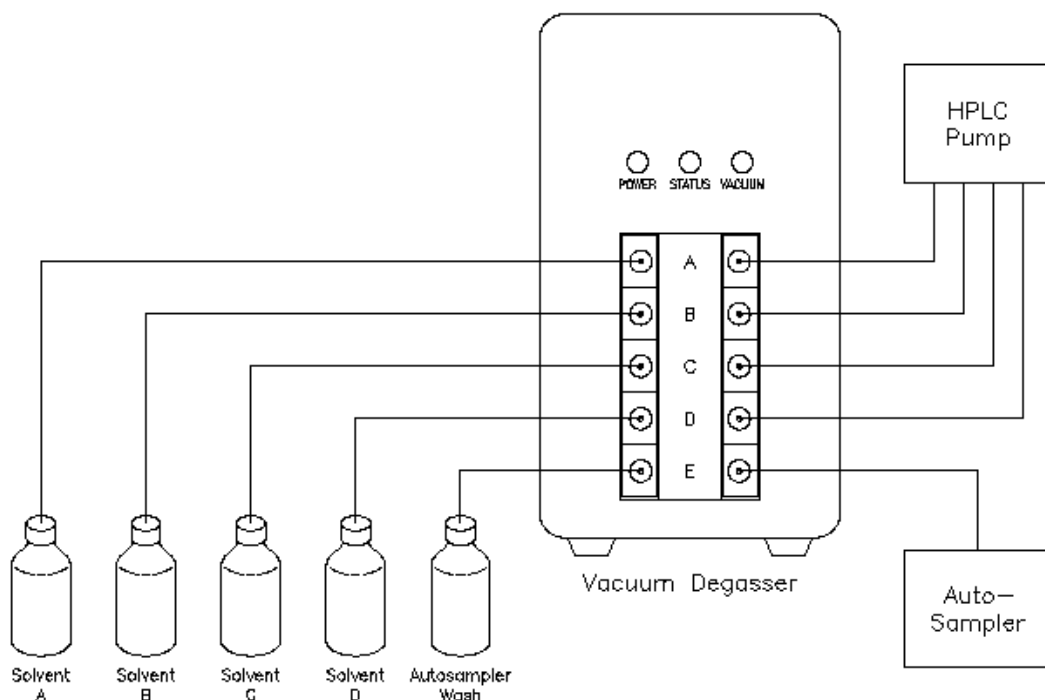 HPLC
Pump
POWER STATUS VACUUM
A
B
C
D
E
Vacuum Degasser
Auto-
Sampler
Solvent
A
Solvent
B
Solvent
C
Solvent
D
Autosampler
Wash